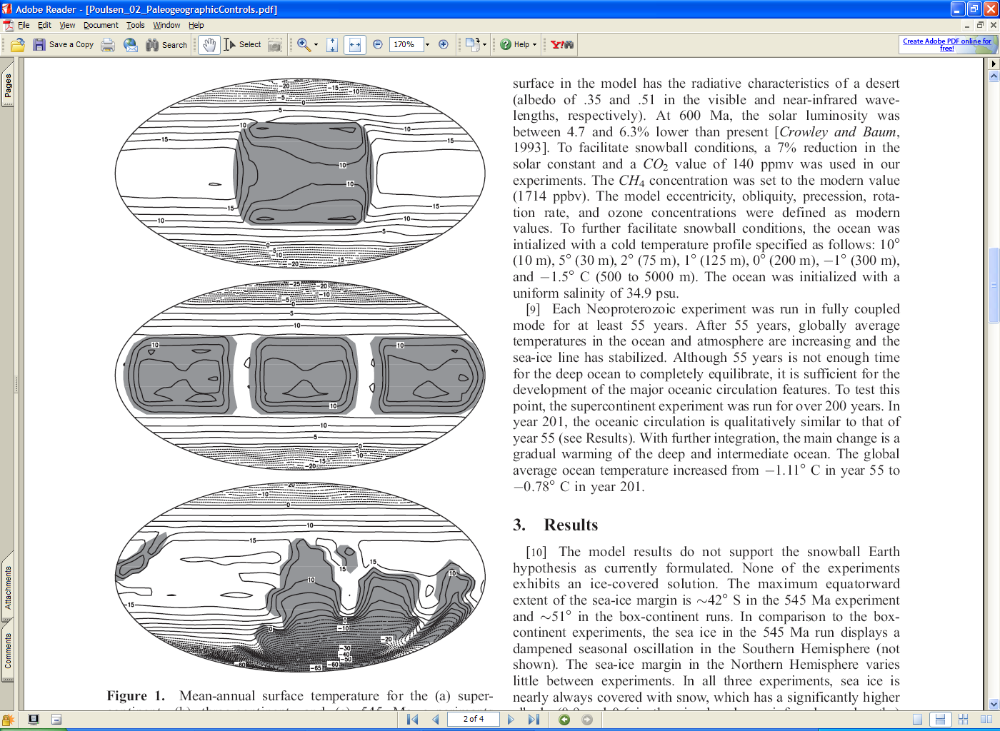 Adobe Reader - [Poulsen_02_PaleogeographicControls.pdf]
File Edit View Document Tools Window Help
Save a Copy Search Select 170% Help Y!
Create Adobe PDF online for free!
Pages
Attachments
Comments
-20 -15 -10
-5
0
5
10 10
15 15
10
10
15 15
10 10
5
0
-5
-10 -15
-20
-25 -20
-10
-5
0
5
10
10 10
10
10
5
0
-5
-10
-15
-20
-20
-10
0
10
15
15
15
10 10
15
0 0
-10
-20
-30
-40
-50
-60 -60
-65
Figure 1. Mean-annual surface temperature for the (a) super-
surface in the model has the radiative characteristics of a desert
(albedo of .35 and .51 in the visible and near-infrared wave-
lengths, respectively). At 600 Ma, the solar luminosity was
between 4.7 and 6.3% lower than present [Crowley and Baum,
1993]. To facilitate snowball conditions, a 7% reduction in the
solar constant and a CO2 value of 140 ppmv was used in our
experiments. The CH4 concentration was set to the modern value
(1714 ppbv). The model eccentricity, obliquity, precession, rota-
tion rate, and ozone concentrations were defined as modern
values. To further facilitate snowball conditions, the ocean was
intialized with a cold temperature profile specified as follows: 10°
(10 m), 5° (30 m), 2° (75 m), 1° (125 m), 0° (200 m), −1° (300 m),
and −1.5° C (500 to 5000 m). The ocean was initialized with a
uniform salinity of 34.9 psu.
[9] Each Neoproterozoic experiment was run in fully coupled
mode for at least 55 years. After 55 years, globally average
temperatures in the ocean and atmosphere are increasing and the
sea-ice line has stabilized. Although 55 years is not enough time
for the deep ocean to completely equilibrate, it is sufficient for the
development of the major oceanic circulation features. To test this
point, the supercontinent experiment was run for over 200 years. In
year 201, the oceanic circulation is qualitatively similar to that of
year 55 (see Results). With further integration, the main change is a
gradual warming of the deep and intermediate ocean. The global
average ocean temperature increased from −1.11° C in year 55 to
−0.78° C in year 201.
3. Results
[10] The model results do not support the snowball Earth
hypothesis as currently formulated. None of the experiments
exhibits an ice-covered solution. The maximum equatorward
extent of the sea-ice margin is ~42° S in the 545 Ma experiment
and ~51° in the box-continent runs. In comparison to the box-
continent experiments, the sea ice in the 545 Ma run displays a
dampened seasonal oscillation in the Southern Hemisphere (not
shown). The sea-ice margin in the Northern Hemisphere varies
little between experiments. In all three experiments, sea ice is
nearly always covered with snow, which has a significantly higher
2 of 4